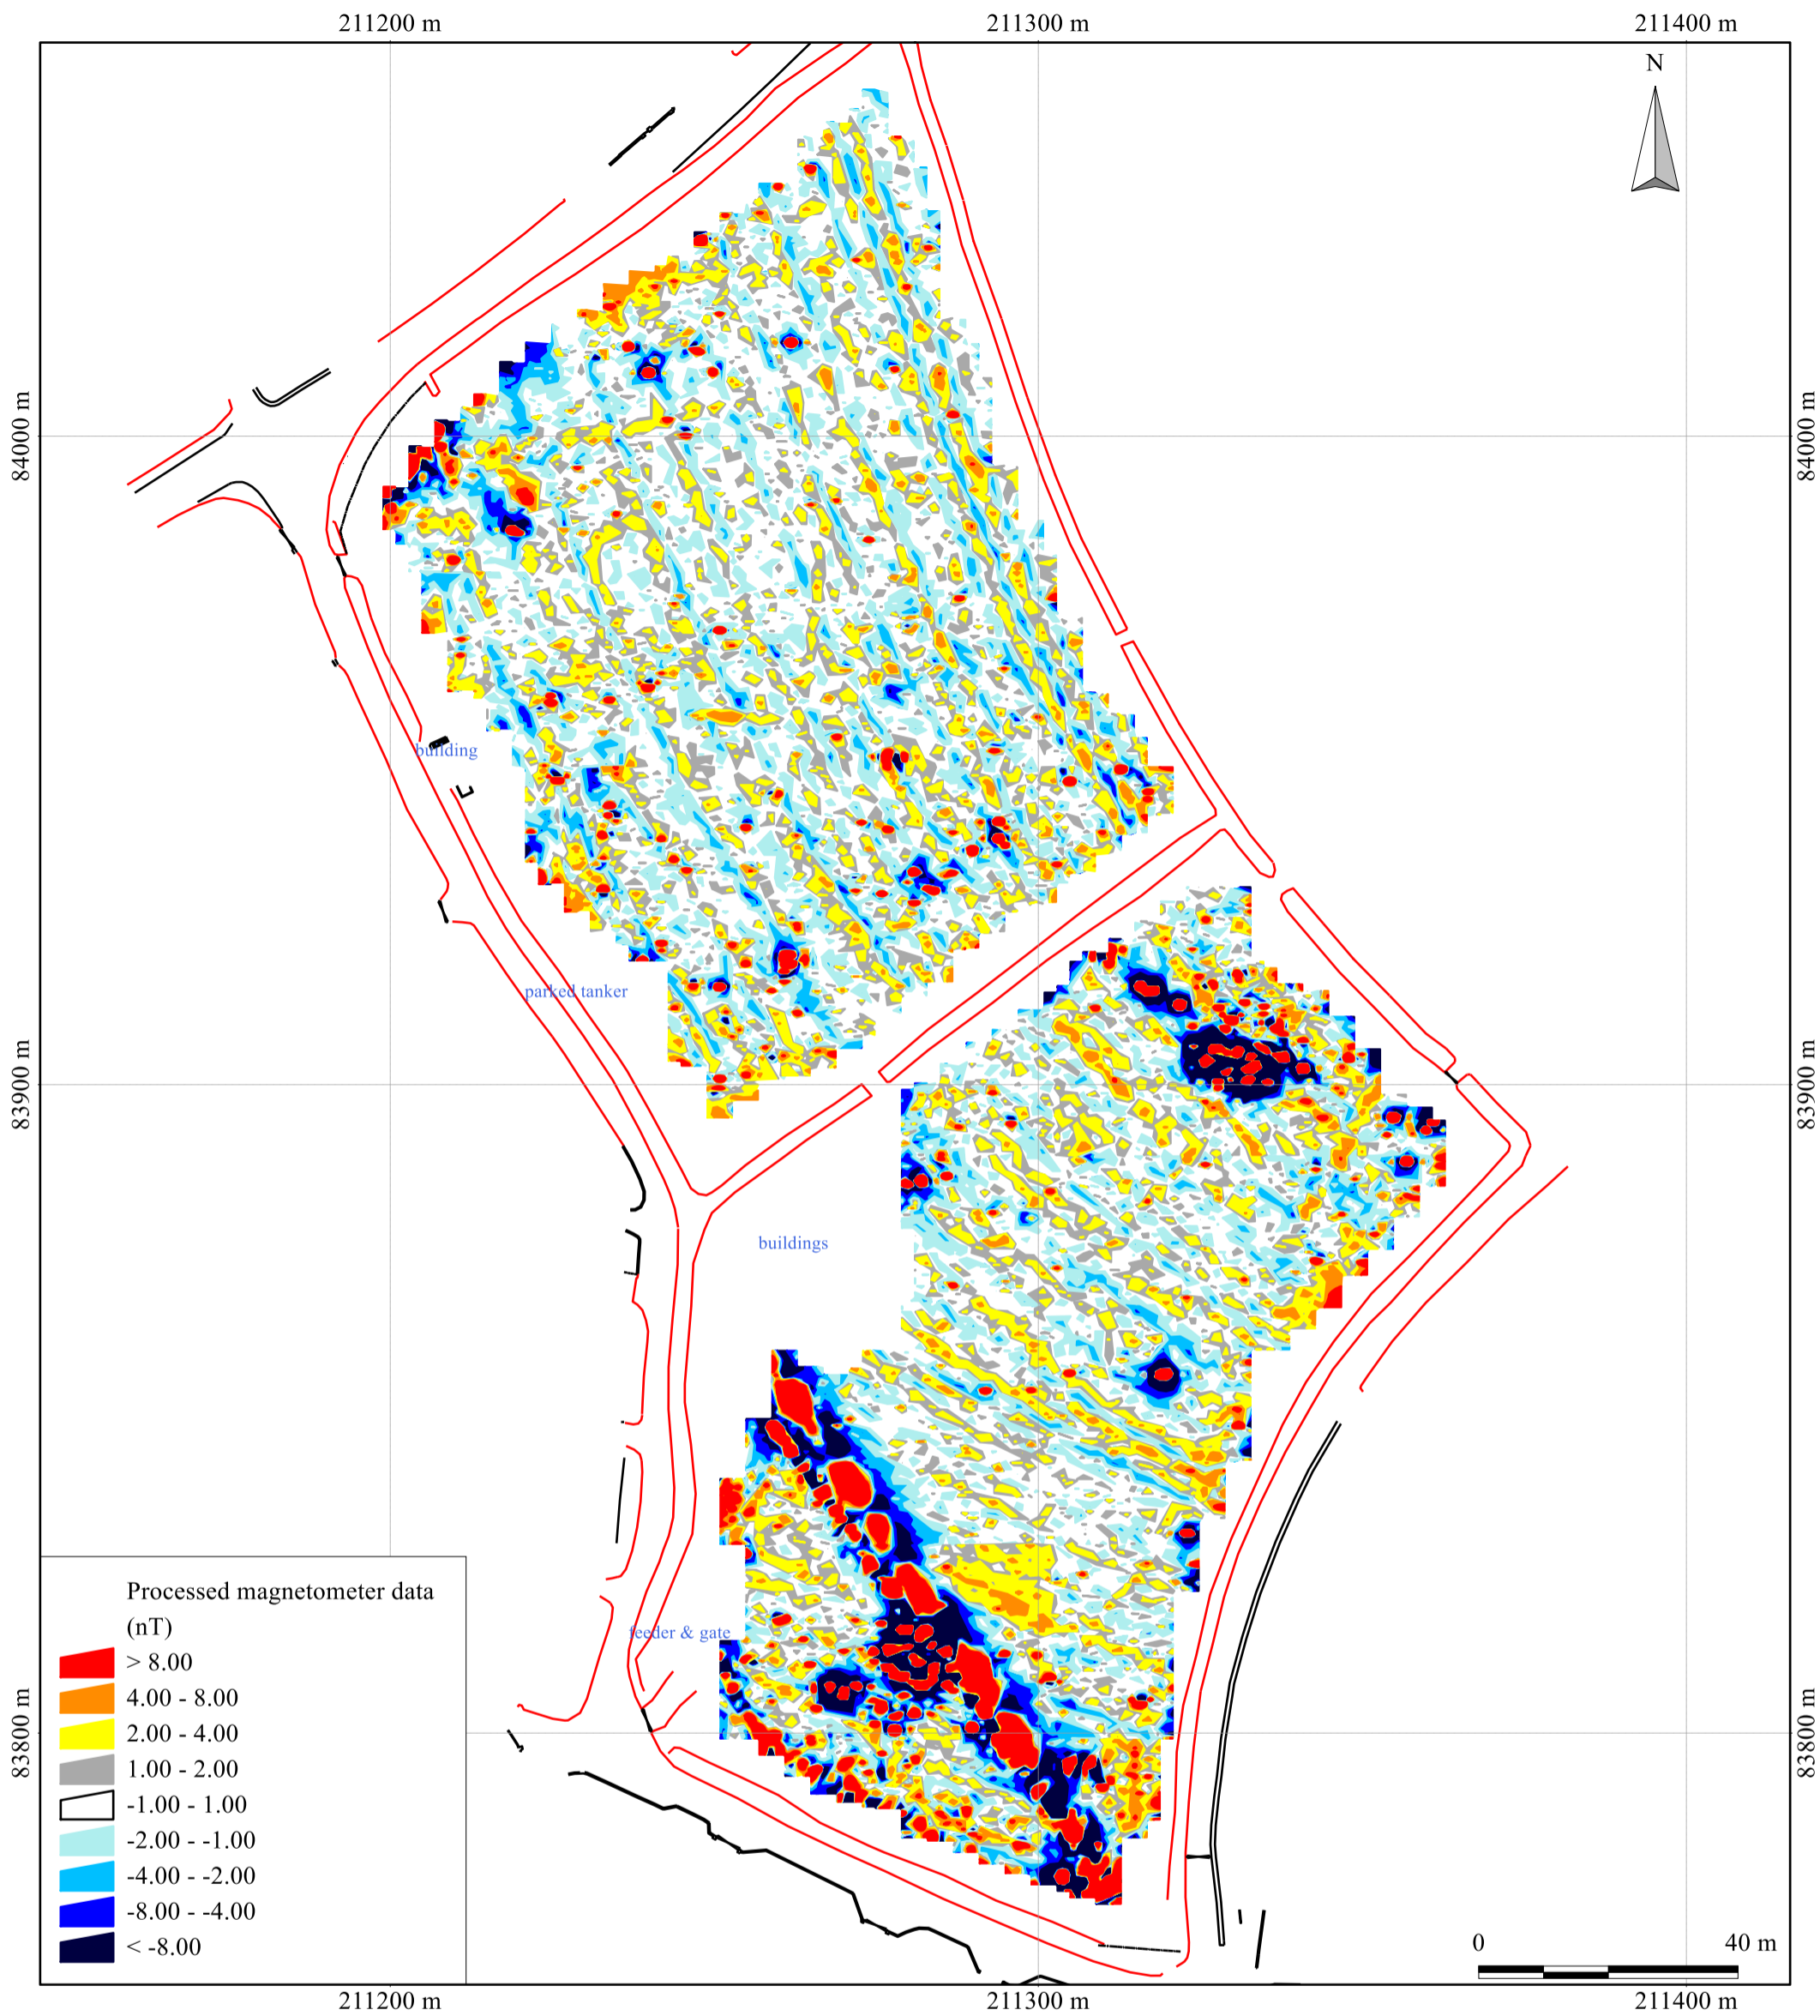 211200 m
211300 m
211400 m
N
84000 m
84000 m
building
parked tanker
83900 m
83900 m
buildings
feeder & gate
83800 m
83800 m
Processed magnetometer data
(nT)
> 8.00
4.00 - 8.00
2.00 - 4.00
1.00 - 2.00
-1.00 - 1.00
-2.00 - -1.00
-4.00 - -2.00
-8.00 - -4.00
< -8.00
0
40 m
211200 m
211300 m
211400 m